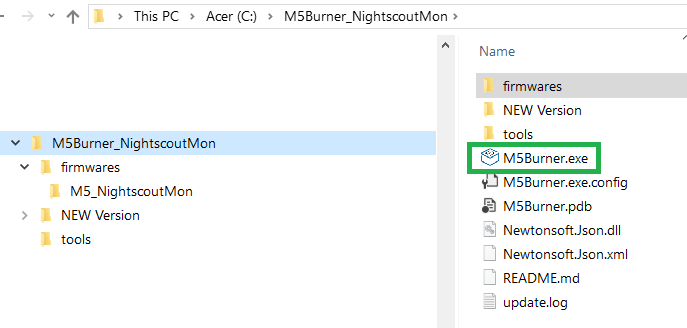 This PC > Acer (C:) > M5Burner_NightscoutMon >
M5Burner_NightscoutMon
firmwares
M5_NightscoutMon
NEW Version
tools
Name
firmwares
NEW Version
tools
M5Burner.exe
M5Burner.exe.config
M5Burner.pdb
Newtonsoft.Json.dll
Newtonsoft.Json.xml
README.md
update.log